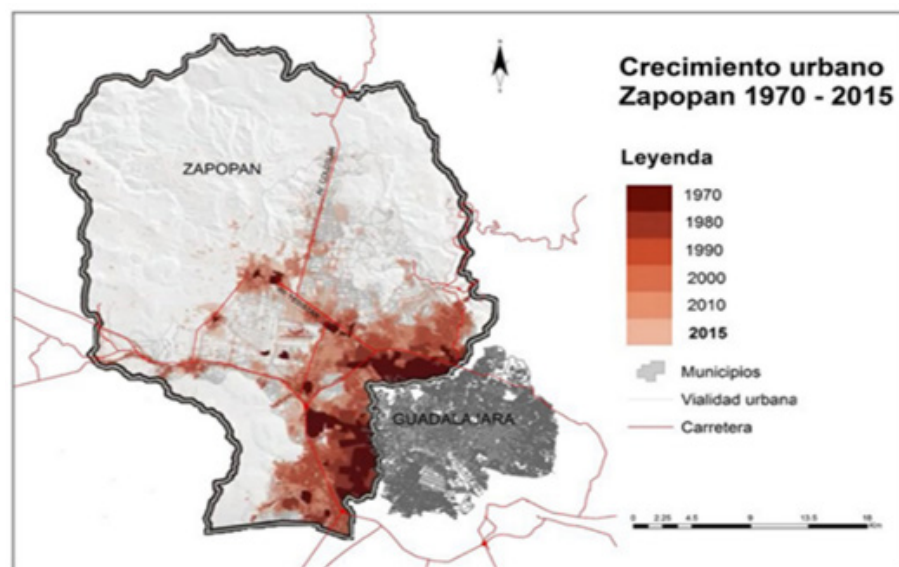 Crecimiento urbano
Zapopan 1970 - 2015
Leyenda
1970
1980
1990
2000
2010
2015
Municipios
Vialidad urbana
Carretera
ZAPOPAN
GUADALAJARA
0 2.25 4.5 9 13.5 18
Km